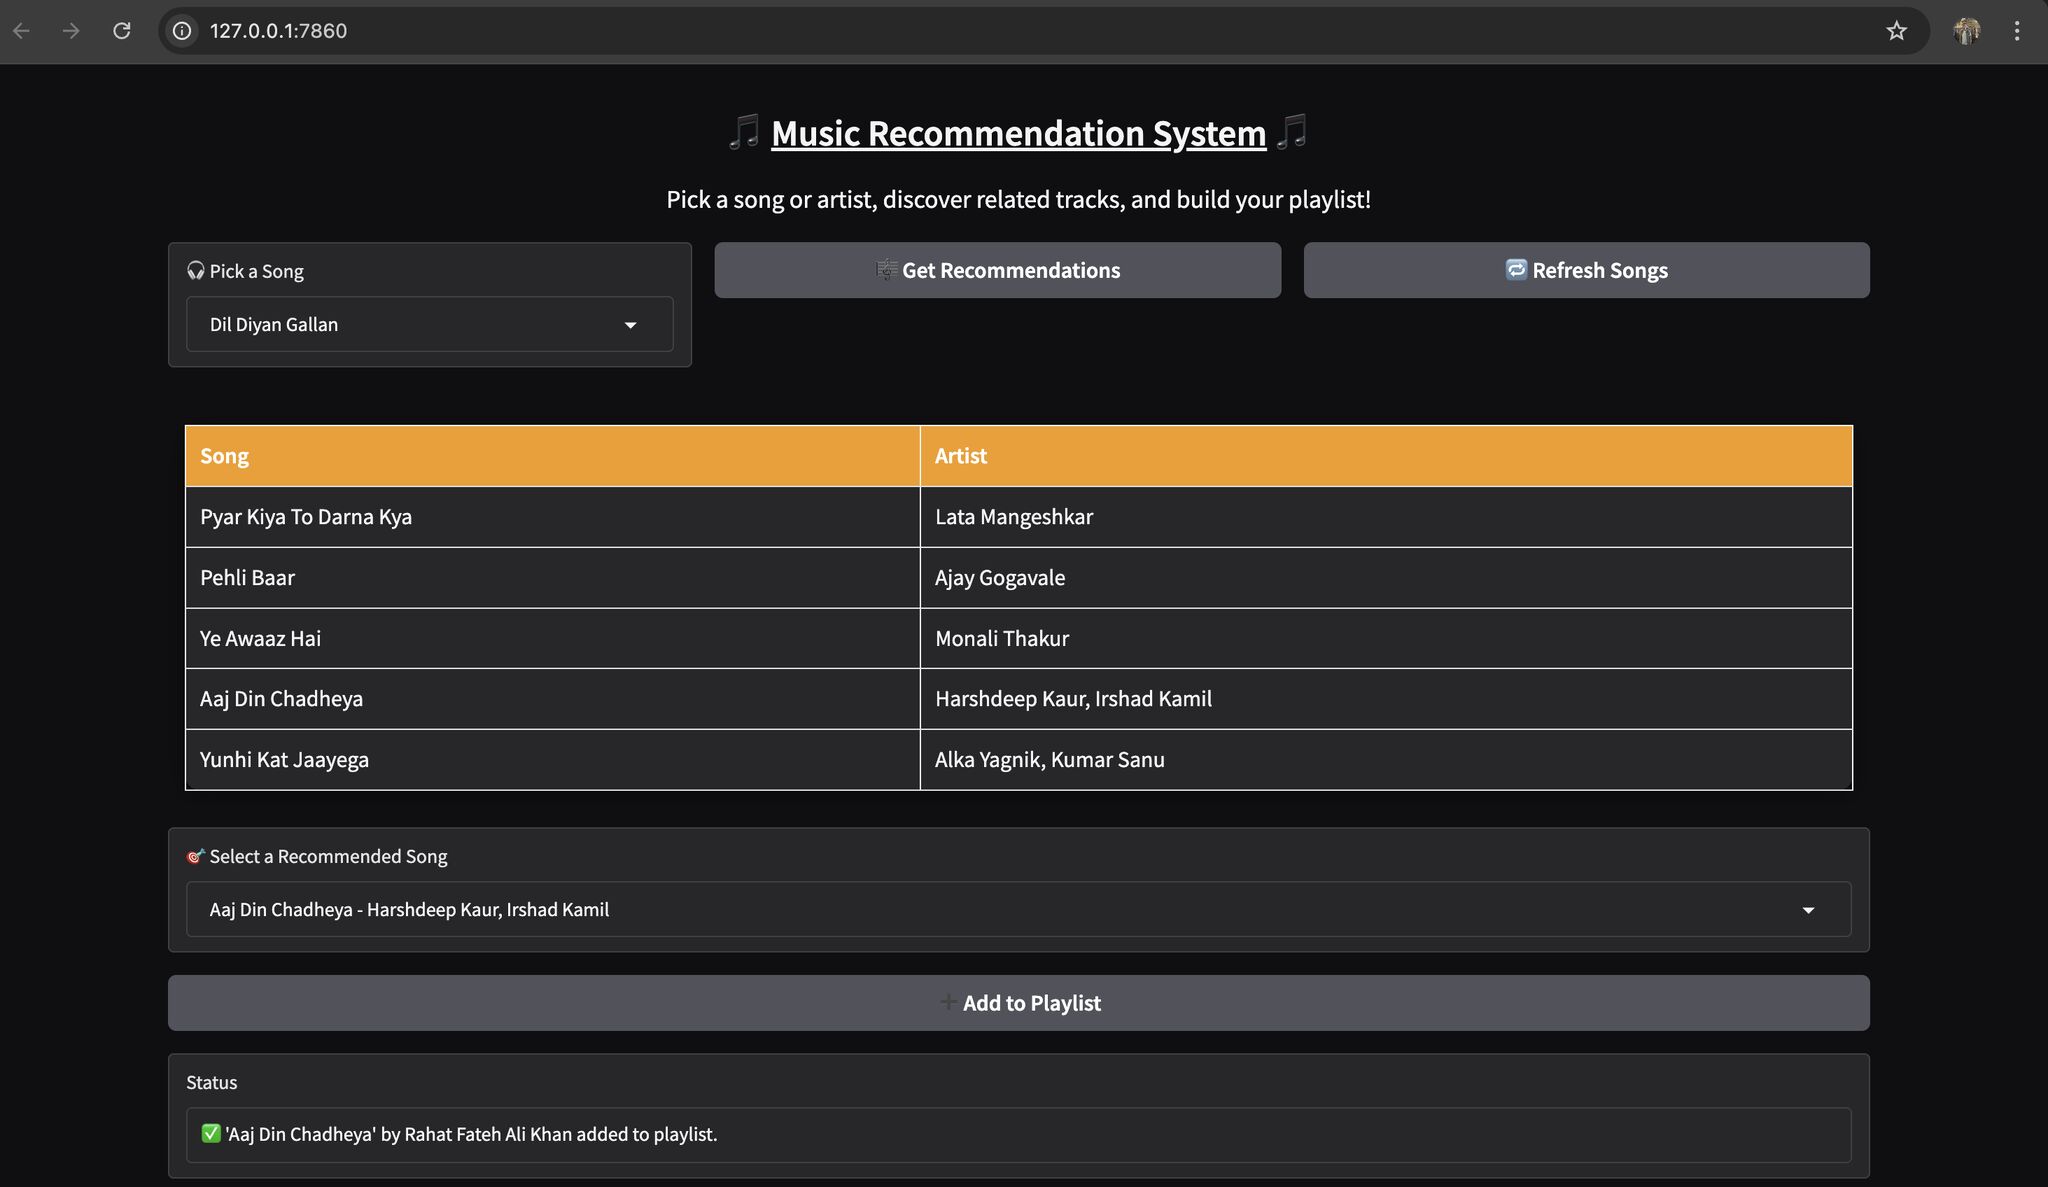 127.0.0.1:7860
🎵 Music Recommendation System 🎵
Pick a song or artist, discover related tracks, and build your playlist!
🎧 Pick a Song
Dil Diyan Gallan
🎼 Get Recommendations
🔁 Refresh Songs
Song Artist
Pyar Kiya To Darna Kya Lata Mangeshkar
Pehli Baar Ajay Gogavale
Ye Awaaz Hai Monali Thakur
Aaj Din Chadheya Harshdeep Kaur, Irshad Kamil
Yunhi Kat Jaayega Alka Yagnik, Kumar Sanu
🎯 Select a Recommended Song
Aaj Din Chadheya - Harshdeep Kaur, Irshad Kamil
➕ Add to Playlist
Status
✅ 'Aaj Din Chadheya' by Rahat Fateh Ali Khan added to playlist.